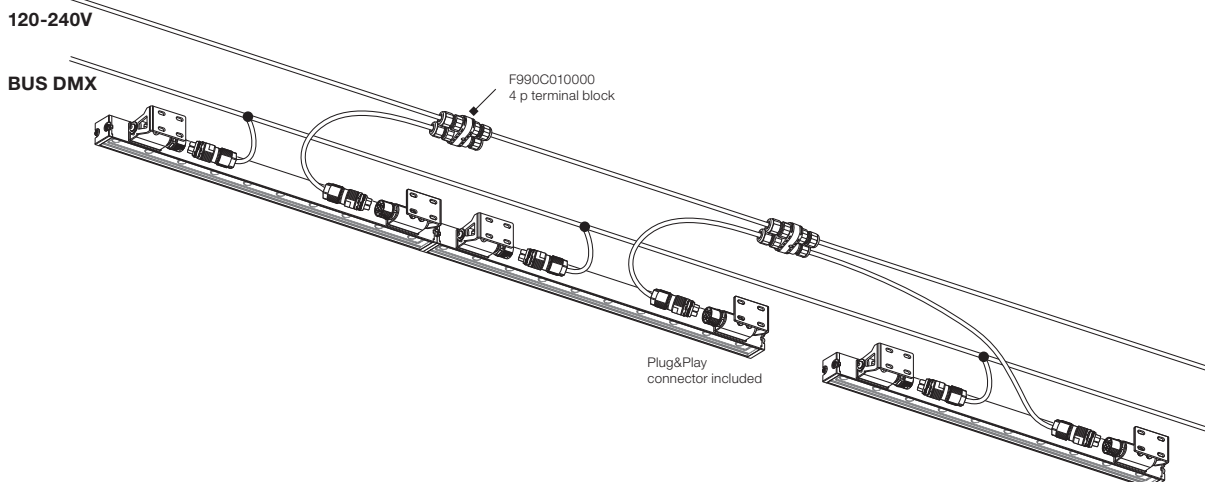 120-240V
BUS DMX
F990C010000
4 p terminal block
Plug&Play
connector included